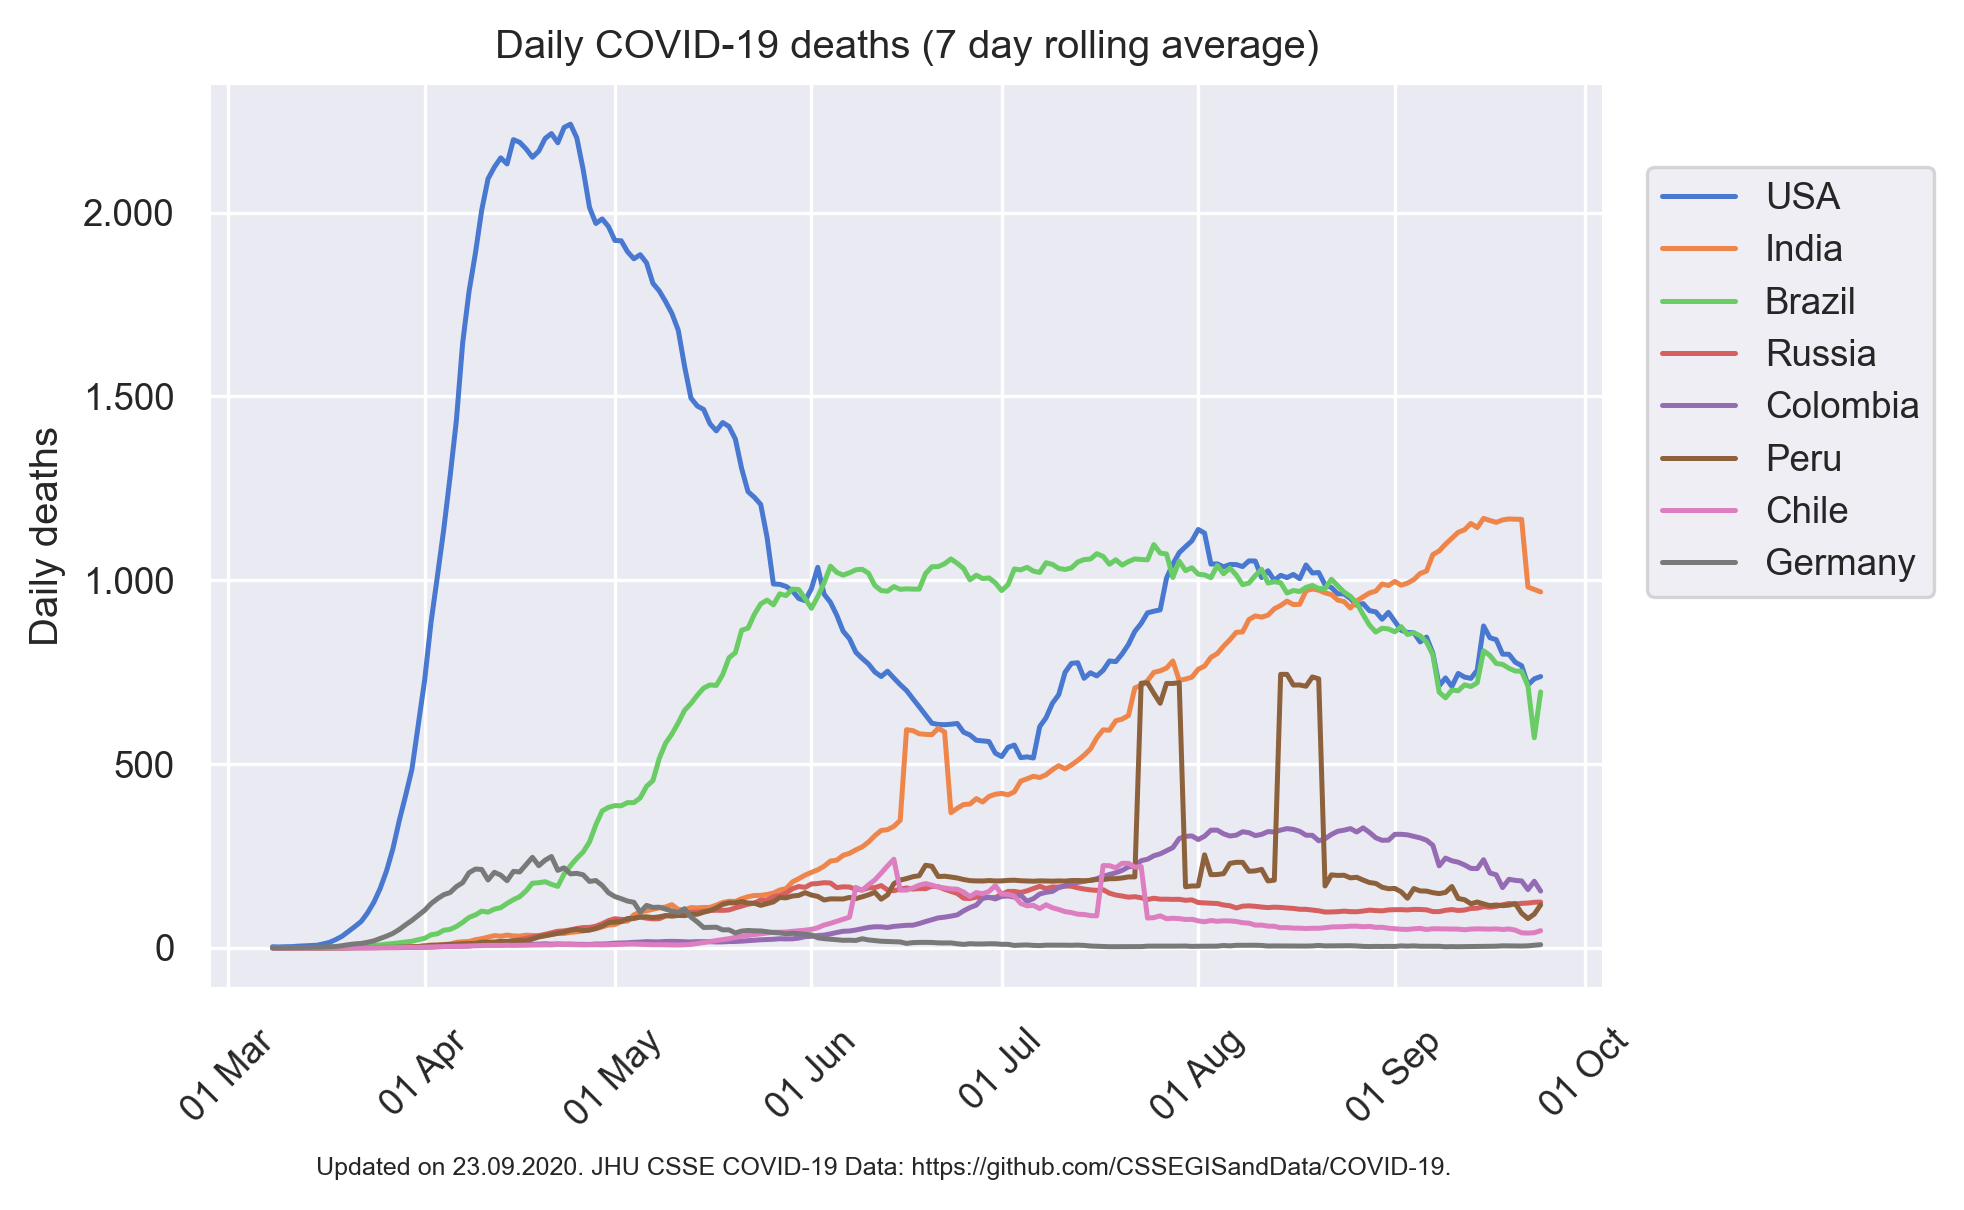 Daily COVID-19 deaths (7 day rolling average)
Daily deaths
2.000
1.500
1.000
500
0
01 Mar
01 Apr
01 May
01 Jun
01 Jul
01 Aug
01 Sep
01 Oct
USA
India
Brazil
Russia
Colombia
Peru
Chile
Germany
Updated on 23.09.2020. JHU CSSE COVID-19 Data: https://github.com/CSSEGISandData/COVID-19.